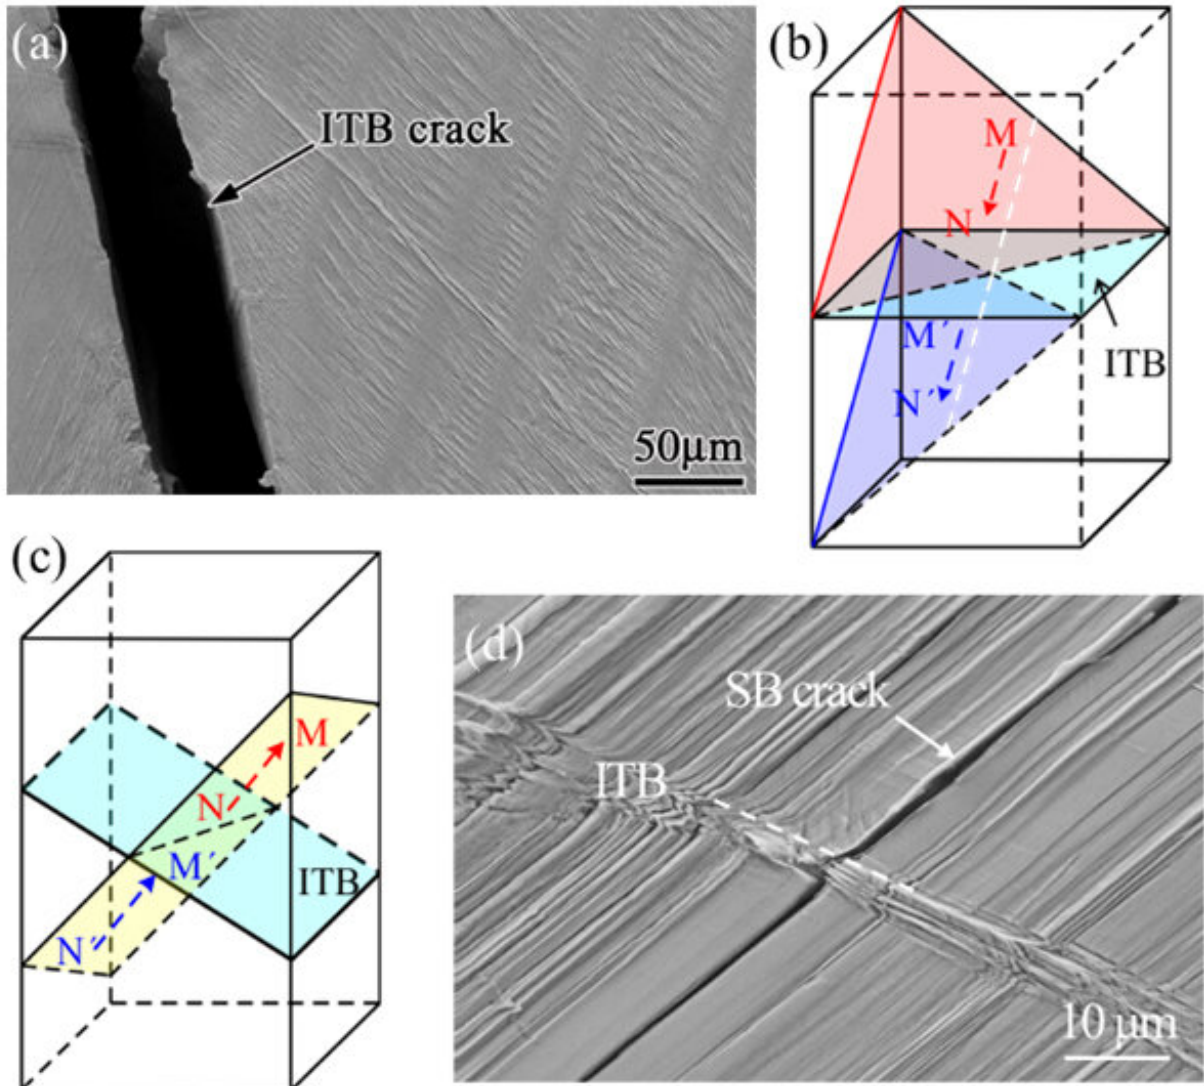 (a)
ITB crack
50μm
(b)
M
N
M′
N′
ITB
(c)
M
N
M′
ITB
N′
(d)
SB crack
ITB
10 μm